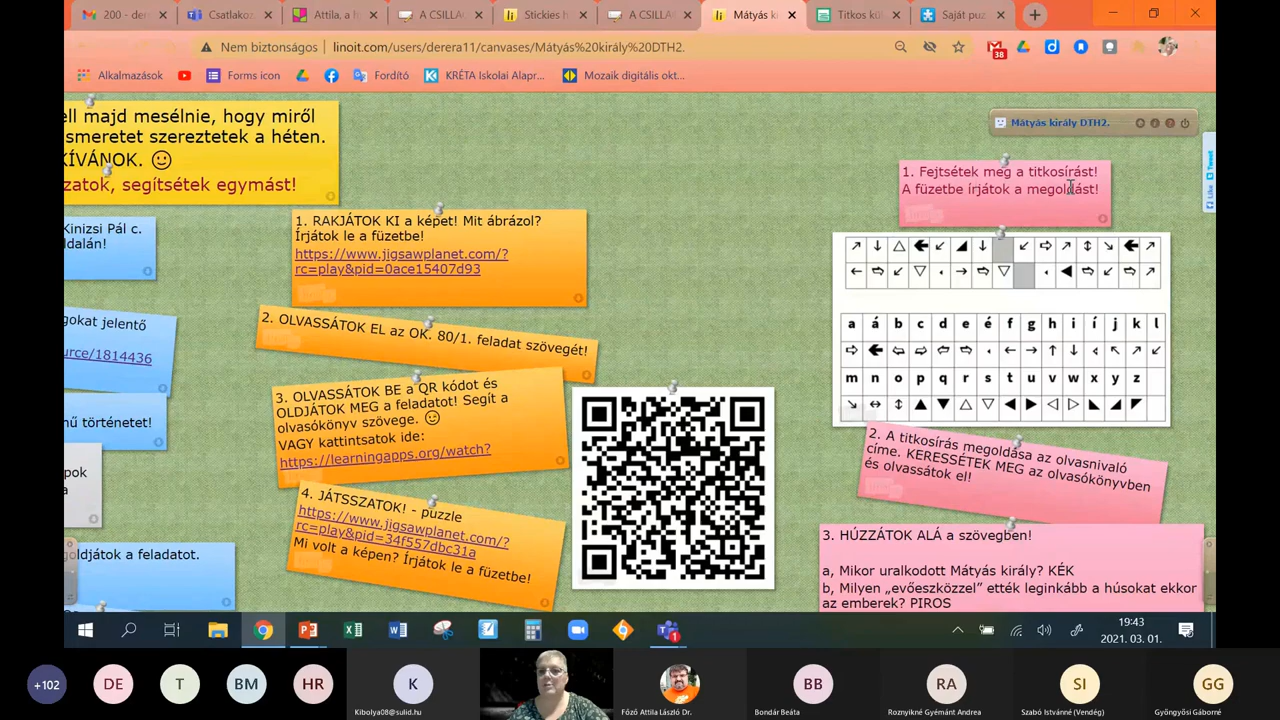 200 - der
Csatlakoz
Attila, a h
A CSILLAG
Stickies h
A CSILLA
Mátyás ki
Titkos kü
Saját puz
Nem biztonságos
linoit.com/users/derera11/canvases/Mátyás%20király%20DTH2.
38
Alkalmazások
Forms icon
Fordító
KRÉTA Iskolai Alapr...
Mozaik digitális okt...
ell majd mesélnie, hogy miről
ismeretet szereztetek a héten.
KÍVÁNOK. ☺
zatok, segítsétek egymást!
Kinizsi Pál c.
ldalán!
gokat jelentő
urce/1814436
nű történetet!
pok
a
oldjátok a feladatot.
1. RAKJÁTOK KI a képet! Mit ábrázol?
Írjátok le a füzetbe!
https://www.jigsawplanet.com/?
rc=play&pid=0ace15407d93
2. OLVASSÁTOK EL az OK. 80/1. feladat szövegét!
3. OLVASSÁTOK BE a QR kódot és
OLDJÁTOK MEG a feladatot! Segít a
olvasókönyv szövege. ☺
VAGY kattintsatok ide:
https://learningapps.org/watch?
4. JÁTSSZATOK! - puzzle
https://www.jigsawplanet.com/?
rc=play&pid=34f557dbc31a
Mi volt a képen? Írjátok le a füzetbe!
Mátyás király DTH2.
Tweet
Like
1. Fejtsétek meg a titkosírást!
A füzetbe írjátok a megoldást!
a á b c d e é f g h i í j k l
m n o p q r s t u v w x y z
2. A titkosírás megoldása az olvasnivaló
címe. KERESSÉTEK MEG az olvasókönyvben
és olvassátok el!
3. HÚZZÁTOK ALÁ a szövegben!
a, Mikor uralkodott Mátyás király? KÉK
b, Milyen „evőeszközzel” ették leginkább a húsokat ekkor
az emberek? PIROS
19:43
2021. 03. 01.
+102
DE
T
BM
HR
K
BB
RA
SI
GG
Kibolya08@sulid.hu
Főző Attila László Dr.
Bondár Beáta
Roznyikné Gyémánt Andrea
Szabó Istvánné (Vendég)
Gyöngyösi Gáborné